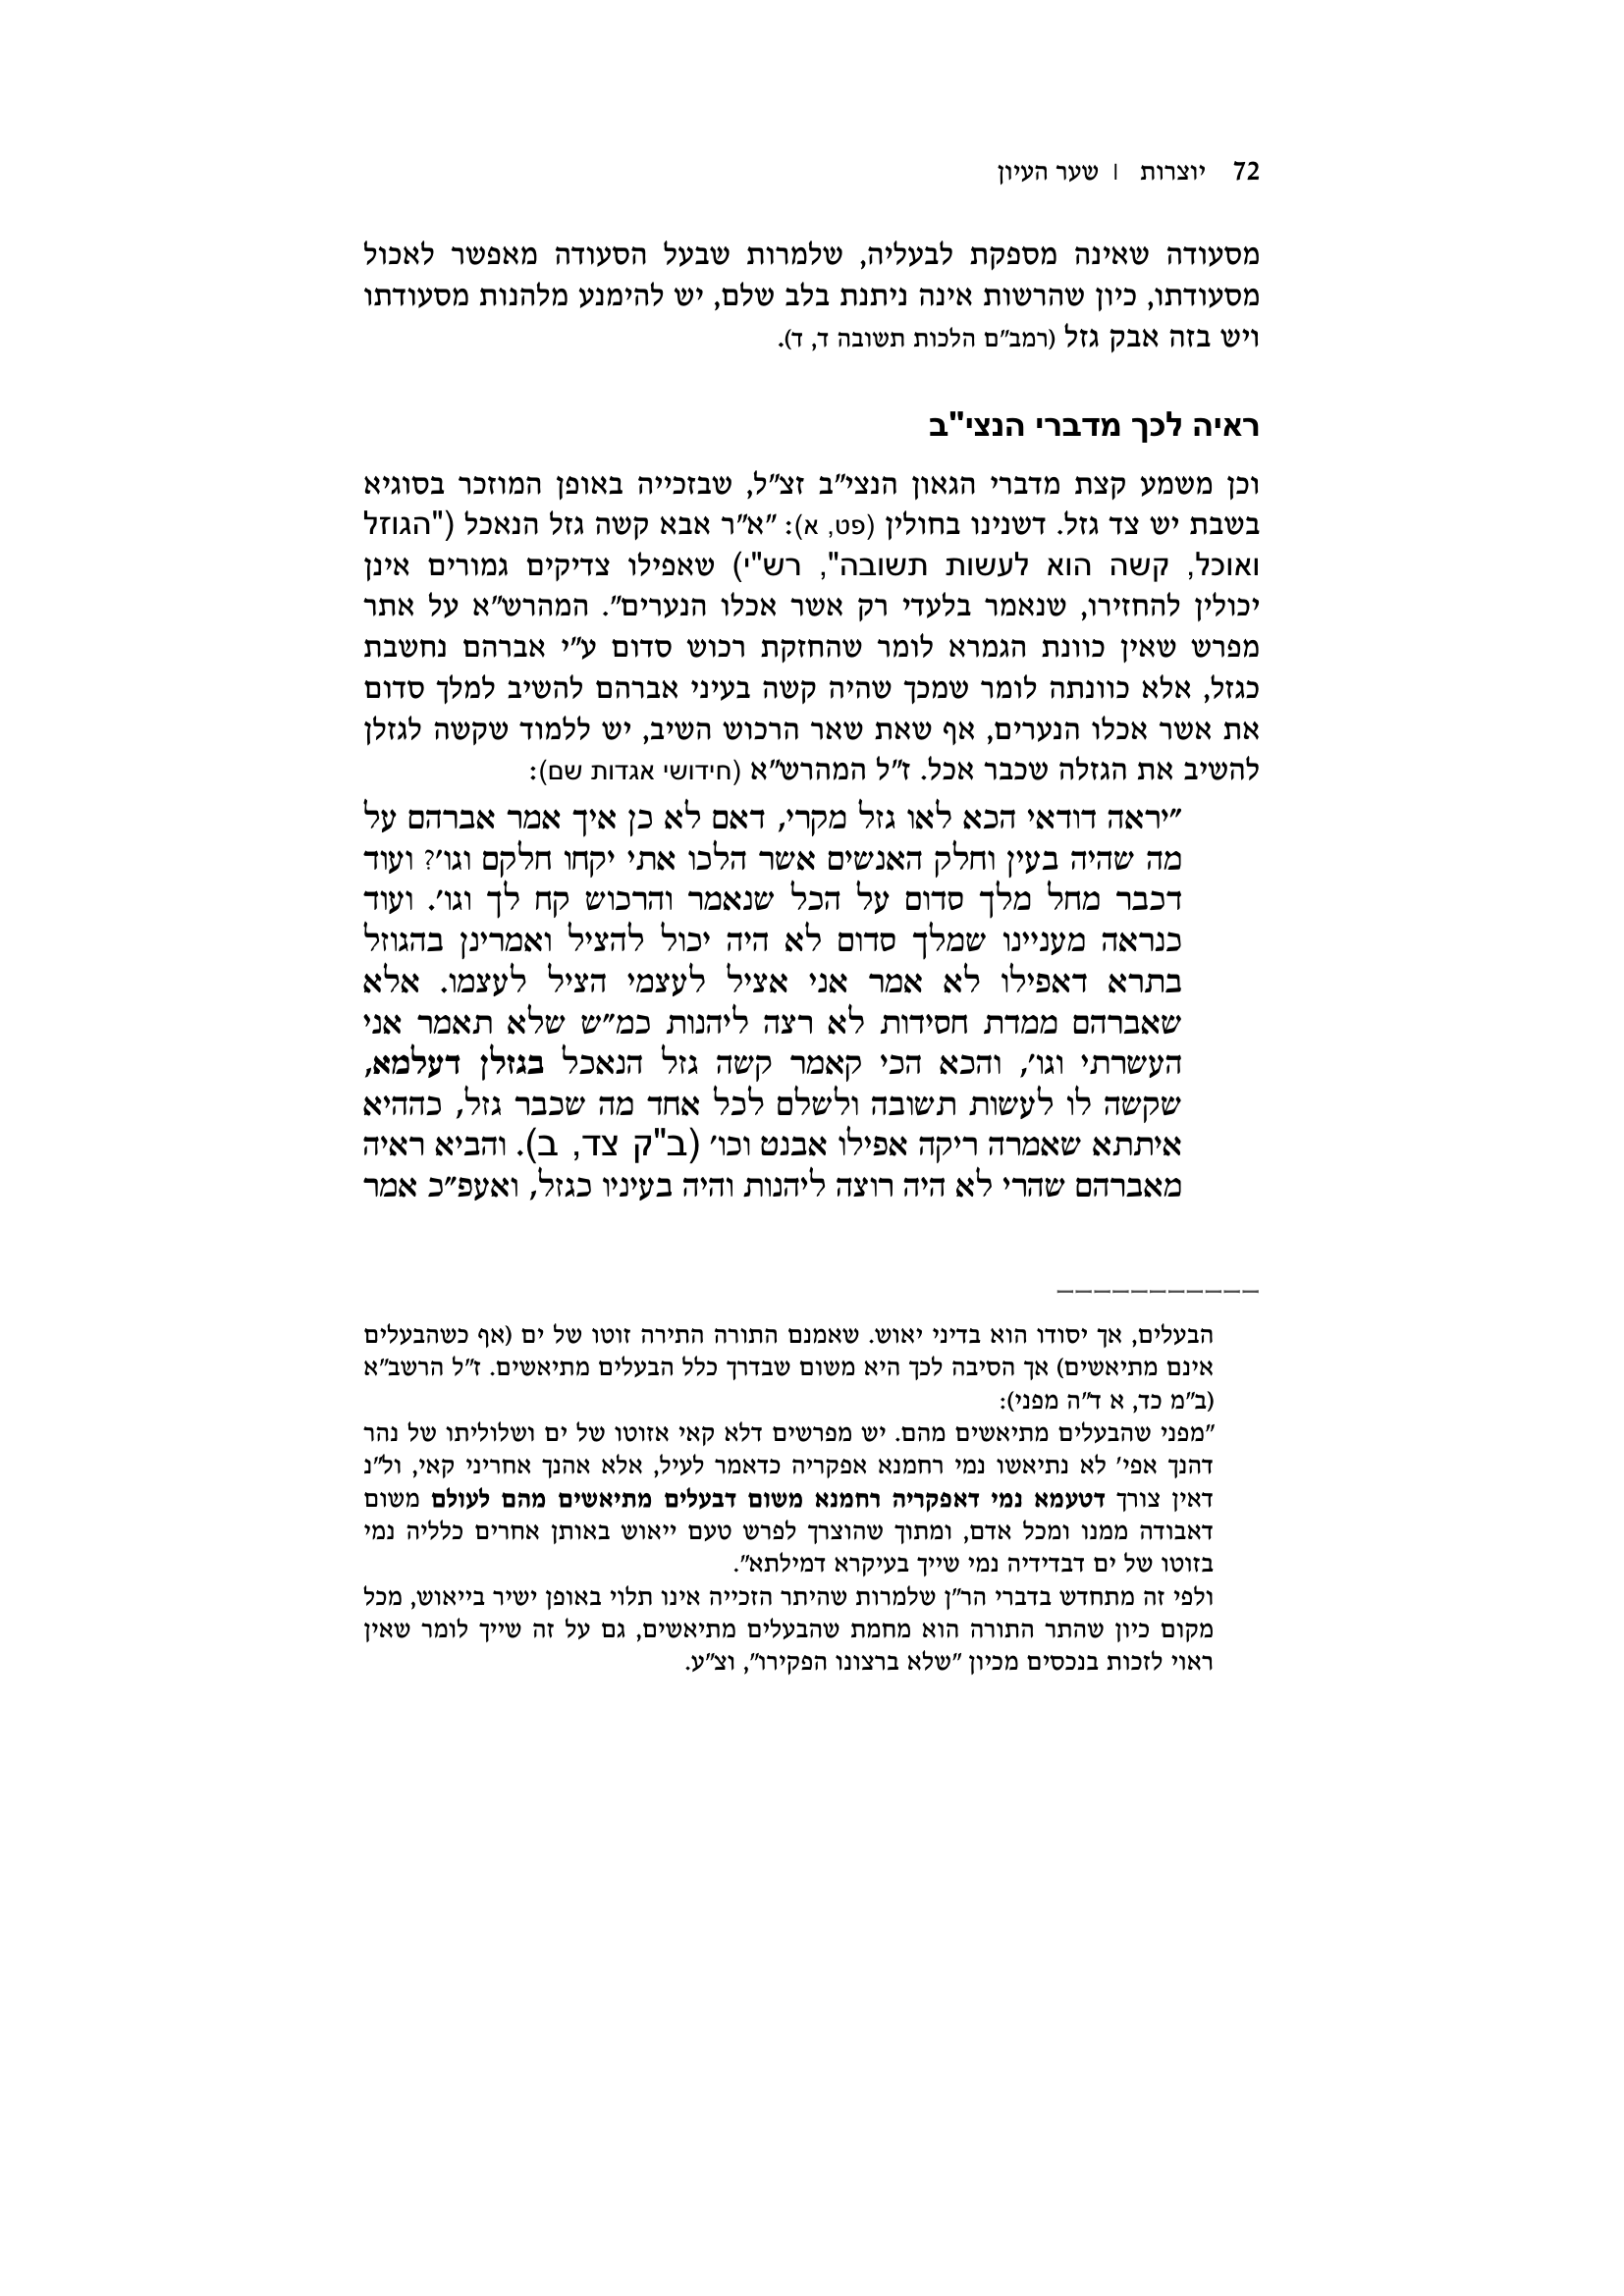 72 יוצרות | שער העיון
מסעודה שאינה מספקת לבעליה, שלמרות שבעל הסעודה מאפשר לאכול
מסעודתו, כיון שהרשות אינה ניתנת בלב שלם, יש להימנע מלהנות מסעודתו
ויש בזה אבק גזל (רמב״ם הלכות תשובה ד, ד).
ראיה לכך מדברי הנצי"ב
וכן משמע קצת מדברי הגאון הנצי״ב זצ״ל, שבזכייה באופן המוזכר בסוגיא
בשבת יש צד גזל. דשנינו בחולין (פט, א): ״א״ר אבא קשה גזל הנאכל ("הגוזל
ואוכל, קשה הוא לעשות תשובה", רש"י) שאפילו צדיקים גמורים אינן
יכולין להחזירו, שנאמר בלעדי רק אשר אכלו הנערים״. המהרש״א על אתר
מפרש שאין כוונת הגמרא לומר שהחזקת רכוש סדום ע״י אברהם נחשבת
כגזל, אלא כוונתה לומר שמכך שהיה קשה בעיני אברהם להשיב למלך סדום
את אשר אכלו הנערים, אף שאת שאר הרכוש השיב, יש ללמוד שקשה לגזלן
להשיב את הגזלה שכבר אכל. ז״ל המהרש״א (חידושי אגדות שם):
״יראה דודאי הכא לאו גזל מקרי, דאם לא כן איך אמר אברהם על
מה שהיה בעין וחלק האנשים אשר הלכו אתי יקחו חלקם וגו׳? ועוד
דכבר מחל מלך סדום על הכל שנאמר והרכוש קח לך וגו׳. ועוד
כנראה מעניינו שמלך סדום לא היה יכול להציל ואמרינן בהגוזל
בתרא דאפילו לא אמר אני אציל לעצמי הציל לעצמו. אלא
שאברהם ממדת חסידות לא רצה ליהנות כמ״ש שלא תאמר אני
העשרתי וגו׳, והכא הכי קאמר קשה גזל הנאכל בגזלן דעלמא,
שקשה לו לעשות תשובה ולשלם לכל אחד מה שכבר גזל, כההיא
איתתא שאמרה ריקה אפילו אבנט וכו׳ (ב"ק צד, ב). והביא ראיה
מאברהם שהרי לא היה רוצה ליהנות והיה בעיניו כגזל, ואעפ״כ אמר
הבעלים, אך יסודו הוא בדיני יאוש. שאמנם התורה התירה זוטו של ים (אף כשהבעלים
אינם מתיאשים) אך הסיבה לכך היא משום שבדרך כלל הבעלים מתיאשים. ז״ל הרשב״א
(ב״מ כד, א ד״ה מפני):
״מפני שהבעלים מתיאשים מהם. יש מפרשים דלא קאי אזוטו של ים ושלוליתו של נהר
דהנך אפי׳ לא נתיאשו נמי רחמנא אפקריה כדאמר לעיל, אלא אהנך אחריני קאי, ול״נ
דאין צורך דטעמא נמי דאפקריה רחמנא משום דבעלים מתיאשים מהם לעולם משום
דאבודה ממנו ומכל אדם, ומתוך שהוצרך לפרש טעם ייאוש באותן אחרים כלליה נמי
בזוטו של ים דבדידיה נמי שייך בעיקרא דמילתא״.
ולפי זה מתחדש בדברי הר״ן שלמרות שהיתר הזכייה אינו תלוי באופן ישיר בייאוש, מכל
מקום כיון שהתר התורה הוא מחמת שהבעלים מתיאשים, גם על זה שייך לומר שאין
ראוי לזכות בנכסים מכיון ״שלא ברצונו הפקירו״, וצ״ע.